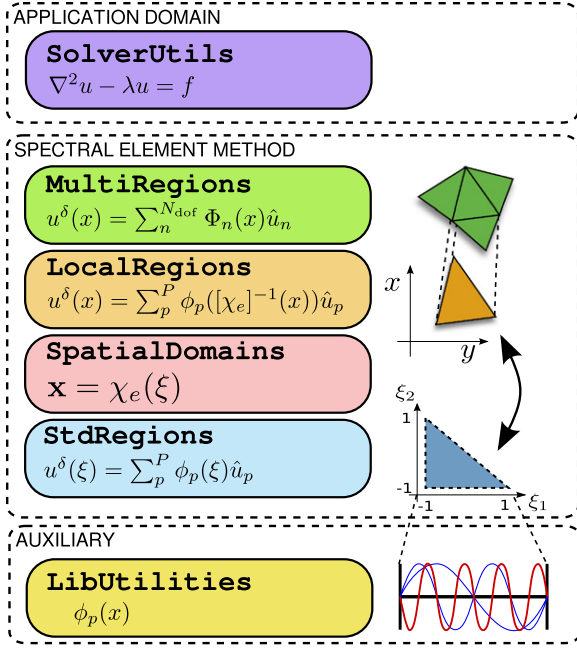 APPLICATION DOMAIN
SolverUtils
∇²u − λu = f
SPECTRAL ELEMENT METHOD
MultiRegions
u^δ(x) = ∑_n^{N_dof} Φ_n(x)û_n
LocalRegions
u^δ(x) = ∑_p^P ϕ_p([χ_e]^{−1}(x))û_p
x
y
SpatialDomains
x = χ_e(ξ)
StdRegions
u^δ(ξ) = ∑_p^P ϕ_p(ξ)û_p
ξ_2
1
-1
-1 1 ξ_1
AUXILIARY
LibUtilities
ϕ_p(x)